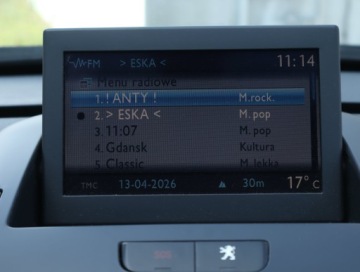 FM > ESKA < 11:14
Menu radiowe
1. ! ANTY ! M.rock.
2. > ESKA < M. pop
3. 11:07 M. pop
4. Gdansk Kultura
5. Classic M. lekka
TMC 13-04-2026 30m 17° C